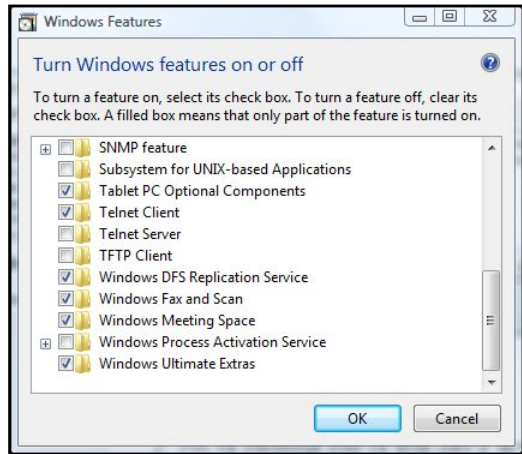 Windows Features
Turn Windows features on or off
To turn a feature on, select its check box. To turn a feature off, clear its
check box. A filled box means that only part of the feature is turned on.
SNMP feature
Subsystem for UNIX-based Applications
Tablet PC Optional Components
Telnet Client
Telnet Server
TFTP Client
Windows DFS Replication Service
Windows Fax and Scan
Windows Meeting Space
Windows Process Activation Service
Windows Ultimate Extras
OK Cancel